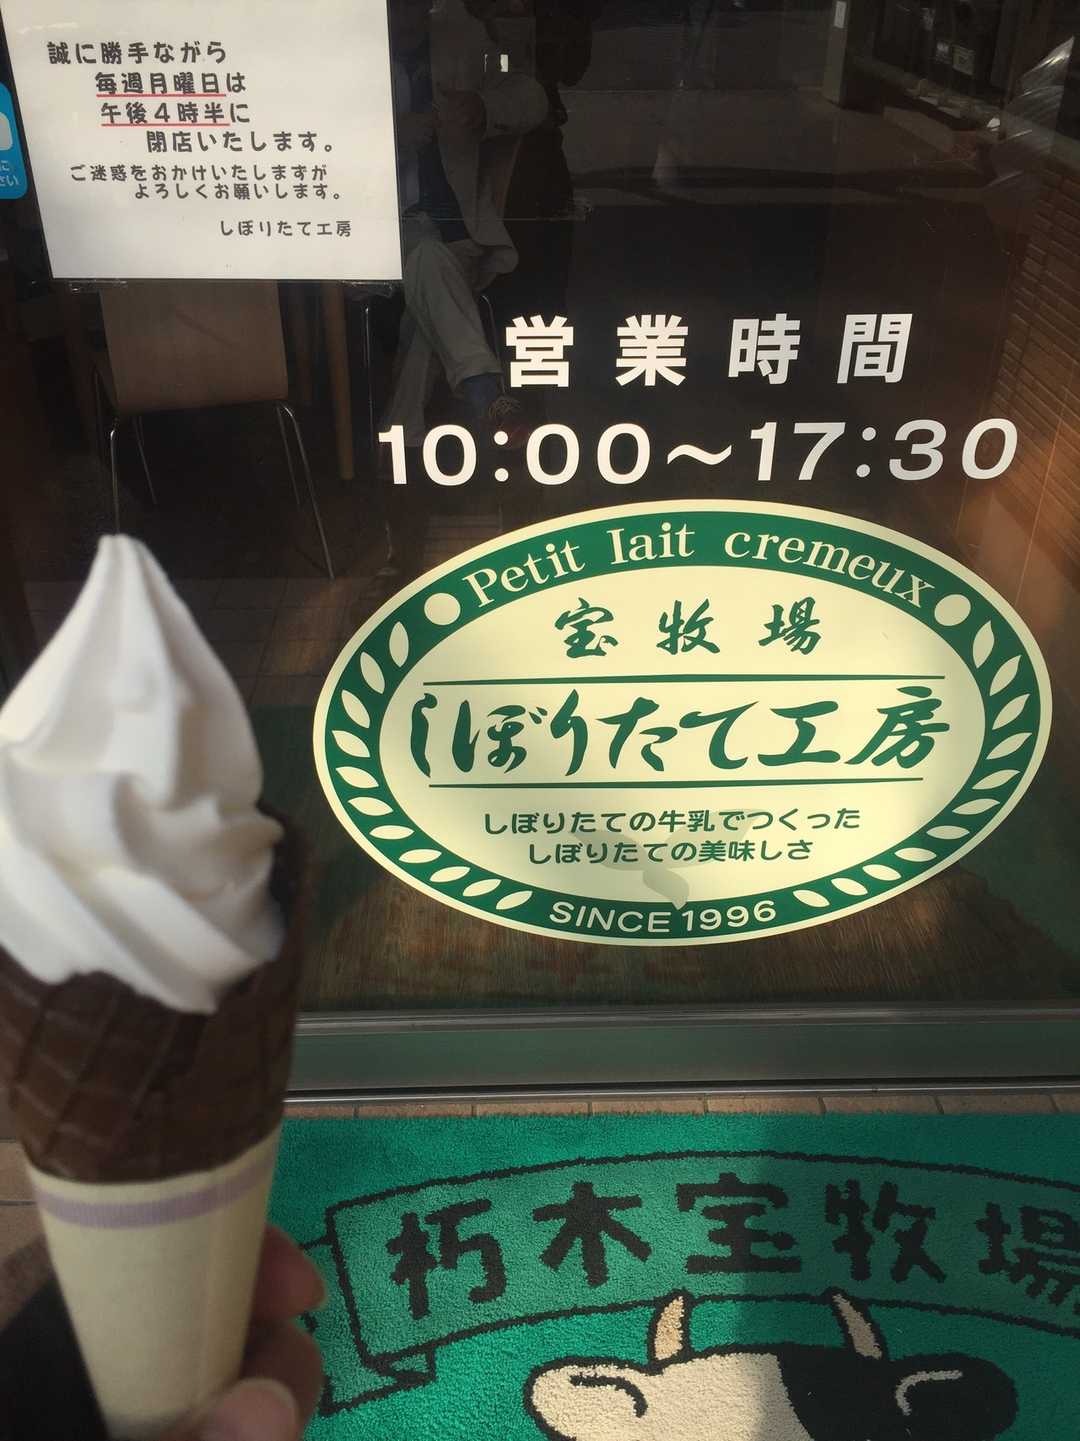 誠に勝手ながら
毎週月曜日は
午後４時半に
閉店いたします。
ご迷惑をおかけいたしますが
よろしくお願いします。
しぼりたて工房
営業時間
10:00～17:30
Petit Iait cremeux
宝牧場
しぼりたて工房
しぼりたての牛乳でつくった
しぼりたての美味しさ
SINCE 1996
朽木宝牧場